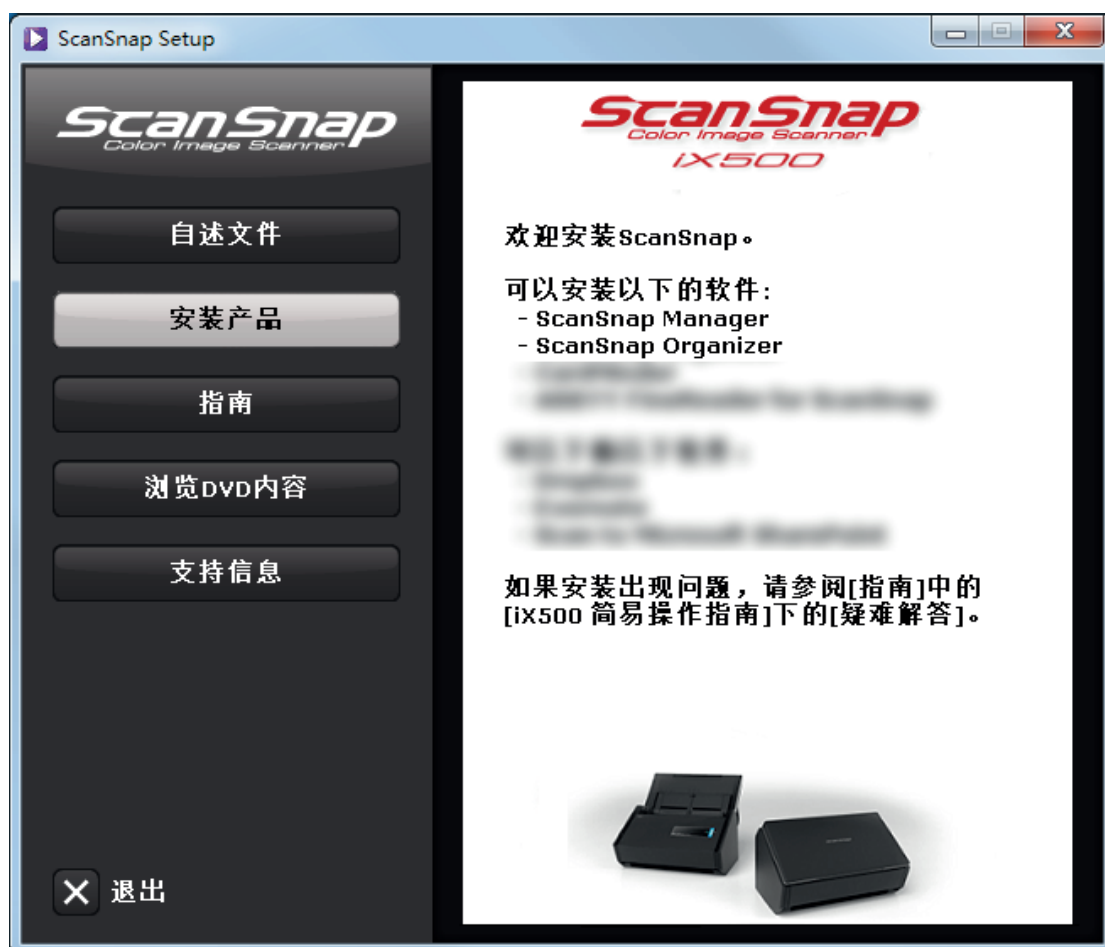 ScanSnap Setup
ScanSnap
Color Image Scanner
自述文件
安装产品
指南
浏览DVD内容
支持信息
退出
ScanSnap
Color Image Scanner
iX500
欢迎安装ScanSnap。
可以安装以下的软件:
- ScanSnap Manager
- ScanSnap Organizer
如果安装出现问题，请参阅[指南]中的
[iX500 简易操作指南]下的[疑难解答]。